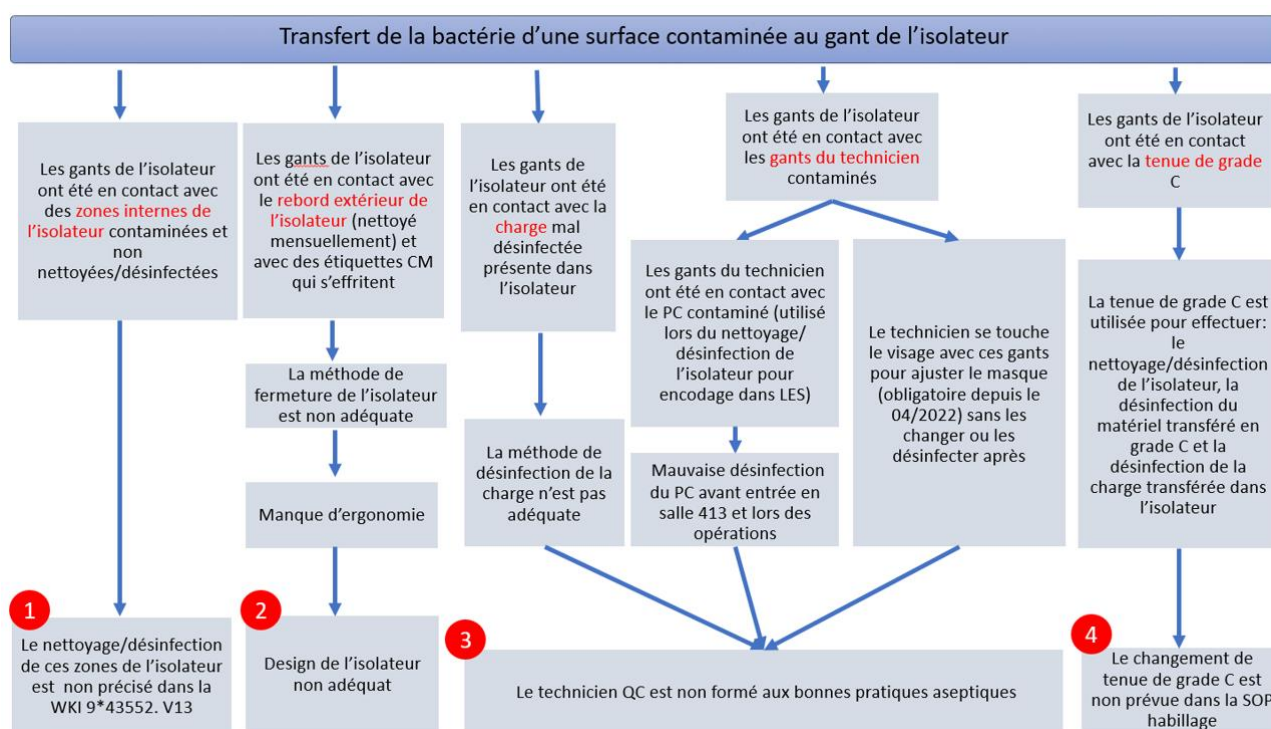 Transfert de la bactérie d'une surface contaminée au gant de l'isolateur
Les gants de l'isolateur
ont été en contact avec
des zones internes de
l'isolateur contaminées et
non
nettoyées/désinfectées
Les gants de l'isolateur
ont été en contact avec
le rebord extérieur de
l'isolateur (nettoyé
mensuellement) et
avec des étiquettes CM
qui s'effritent
Les gants de
l'isolateur ont été
en contact avec la
charge mal
désinfectée
présente dans
l'isolateur
Les gants de l'isolateur
ont été en contact avec
les gants du technicien
contaminés
Les gants de l'isolateur
ont été en contact
avec la tenue de grade
C
La méthode de
fermeture de l'isolateur
est non adéquate
Manque d'ergonomie
La méthode de
désinfection de la
charge n'est pas
adéquate
Les gants du technicien
ont été en contact avec
le PC contaminé (utilisé
lors du nettoyage/
désinfection de
l'isolateur pour
encodage dans LES)
Mauvaise désinfection
du PC avant entrée en
salle 413 et lors des
opérations
Le technicien se touche
le visage avec ces gants
pour ajuster le masque
(obligatoire depuis le
04/2022) sans les
changer ou les
désinfecter après
La tenue de grade C est
utilisée pour effectuer:
le
nettoyage/désinfection
de l'isolateur, la
désinfection du
matériel transféré en
grade C et la
désinfection de la
charge transférée dans
l'isolateur
1
Le nettoyage/désinfection
de ces zones de l'isolateur
est non précisé dans la
WKI 9*43552. V13
2
Design de l'isolateur
non adéquat
3
Le technicien QC est non formé aux bonnes pratiques aseptiques
4
Le changement de
tenue de grade C est
non prévue dans la SOP
habillage